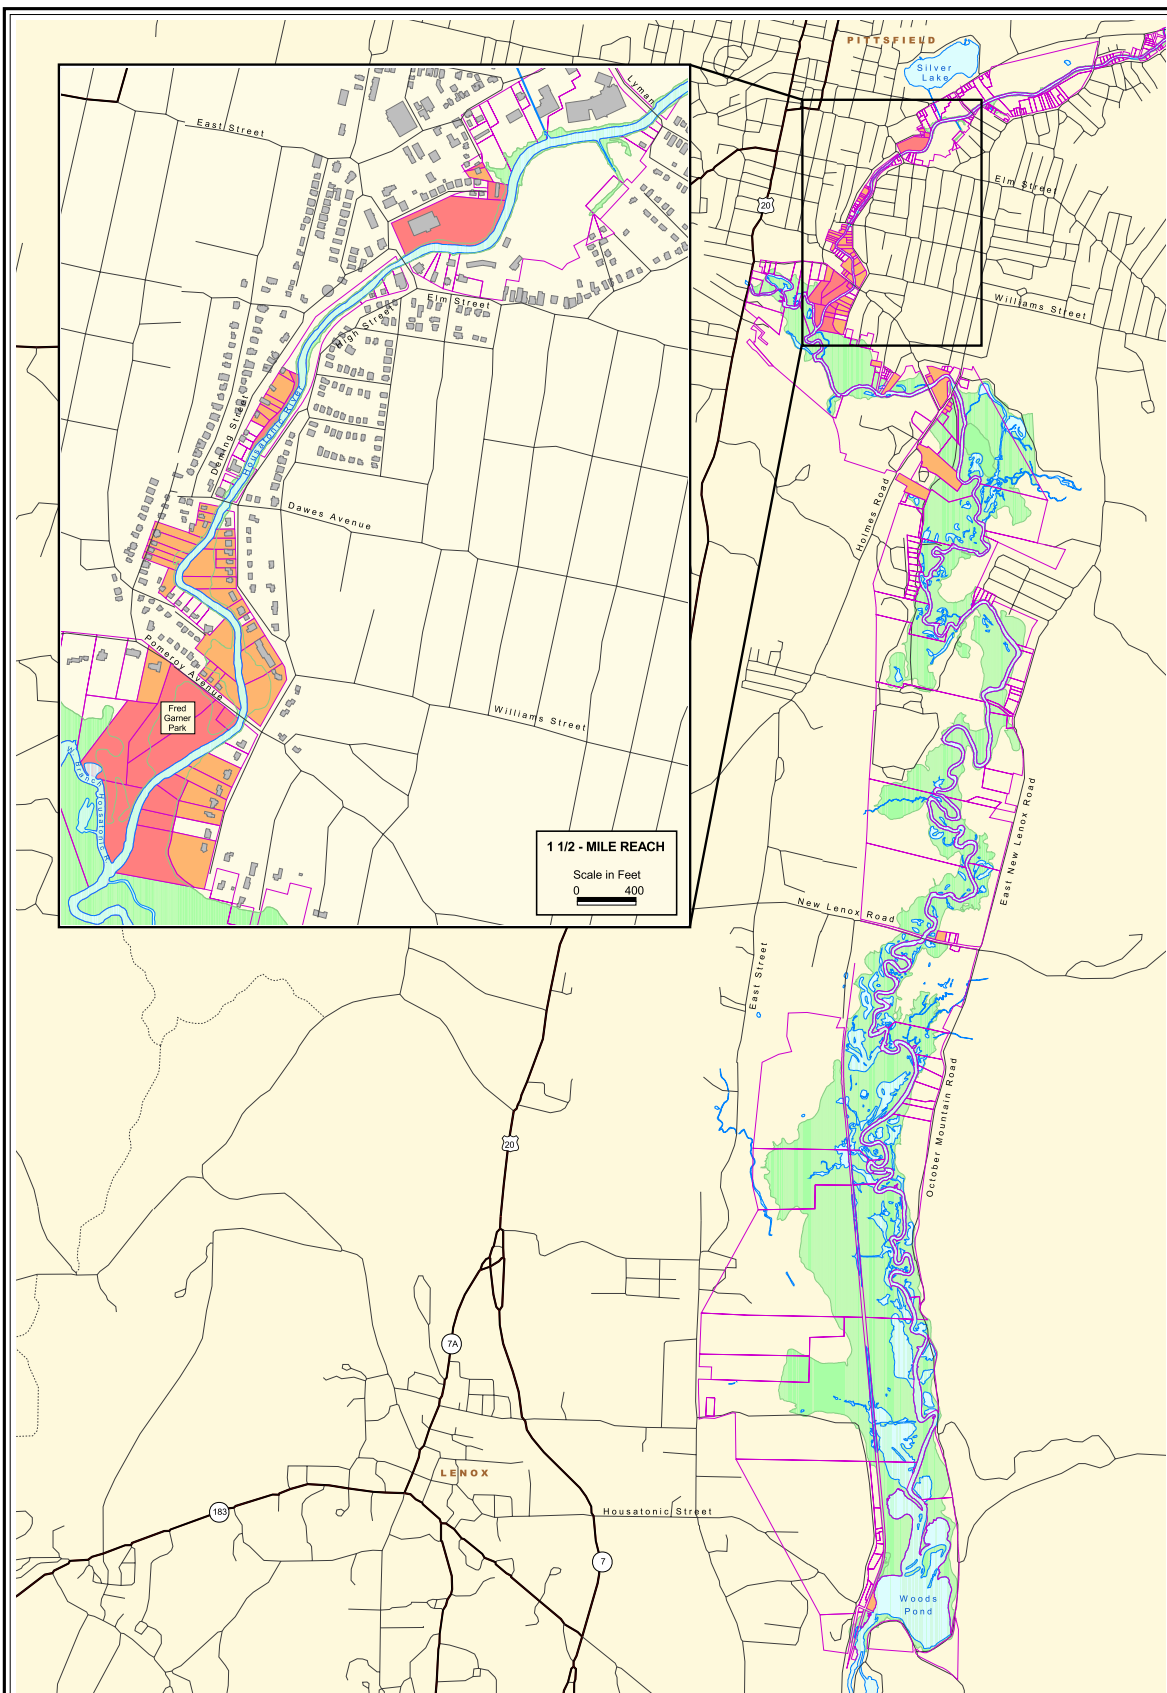 PITTSFIELD
Silver
Lake
Lyman
East Street
20
Elm Street
Elm Street
High Street
Williams Street
Deming Street
Housatonic River
Dawes Avenue
Holmes Road
Pomeroy Avenue
Fred
Garner
Park
Williams Street
W. Branch Housatonic R.
1 1/2 - MILE REACH
Scale in Feet
0 400
East New Lenox Road
New Lenox Road
East Street
October Mountain Road
20
7A
LENOX
183
Housatonic Street
7
Woods
Pond